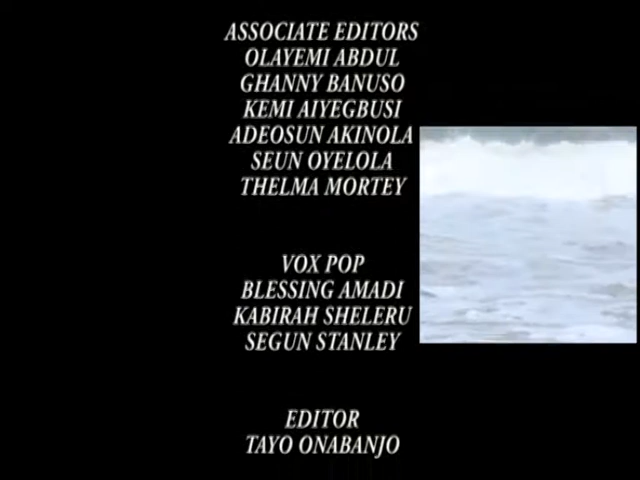 ASSOCIATE EDITORS
OLAYEMI ABDUL
GHANNY BANUSO
KEMI AIYEGBUSI
ADEOSUN AKINOLA
SEUN OYELOLA
THELMA MORTEY
VOX POP
BLESSING AMADI
KABIRAH SHELERU
SEGUN STANLEY
EDITOR
TAYO ONABANJO